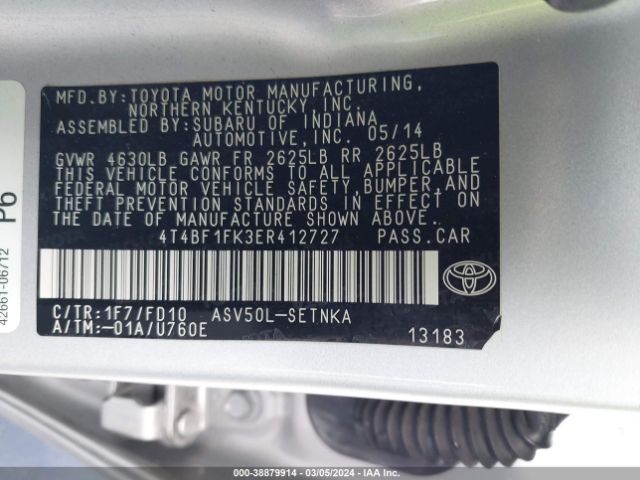 MFD.BY:TOYOTA MOTOR MANUFACTURING,
NORTHERN KENTUCKY,INC.
ASSEMBLED BY:SUBARU OF INDIANA
AUTOMOTIVE,INC. 05/14
GVWR 4630LB GAWR FR 2625LB RR 2625LB
THIS VEHICLE CONFORMS TO ALL APPLICABLE
FEDERAL MOTOR VEHICLE SAFETY,BUMPER,AND
THEFT PREVENTION STANDARDS IN EFFECT ON
THE DATE OF MANUFACTURE SHOWN ABOVE.
4T4BF1FK3ER412727 PASS.CAR
C/TR:1F7/FD10 ASV50L-SETNKA
A/TM:-01A/U760E 13183
P6
42661-06/12
000-38879914 | 03/05/2024 | IAA Inc.